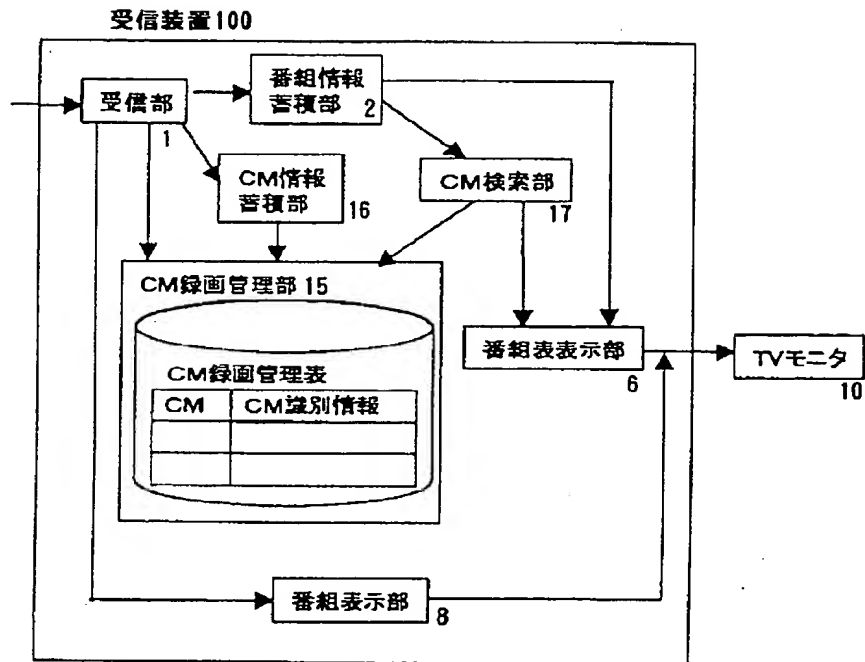 受信装置100
受信部
1
番組情報
蓄積部
2
CM情報
蓄積部
16
CM検索部
17
CM録画管理部 15
CM録画管理表
CM
CM識別情報
番組表表示部
6
TVモニタ
10
番組表示部
8